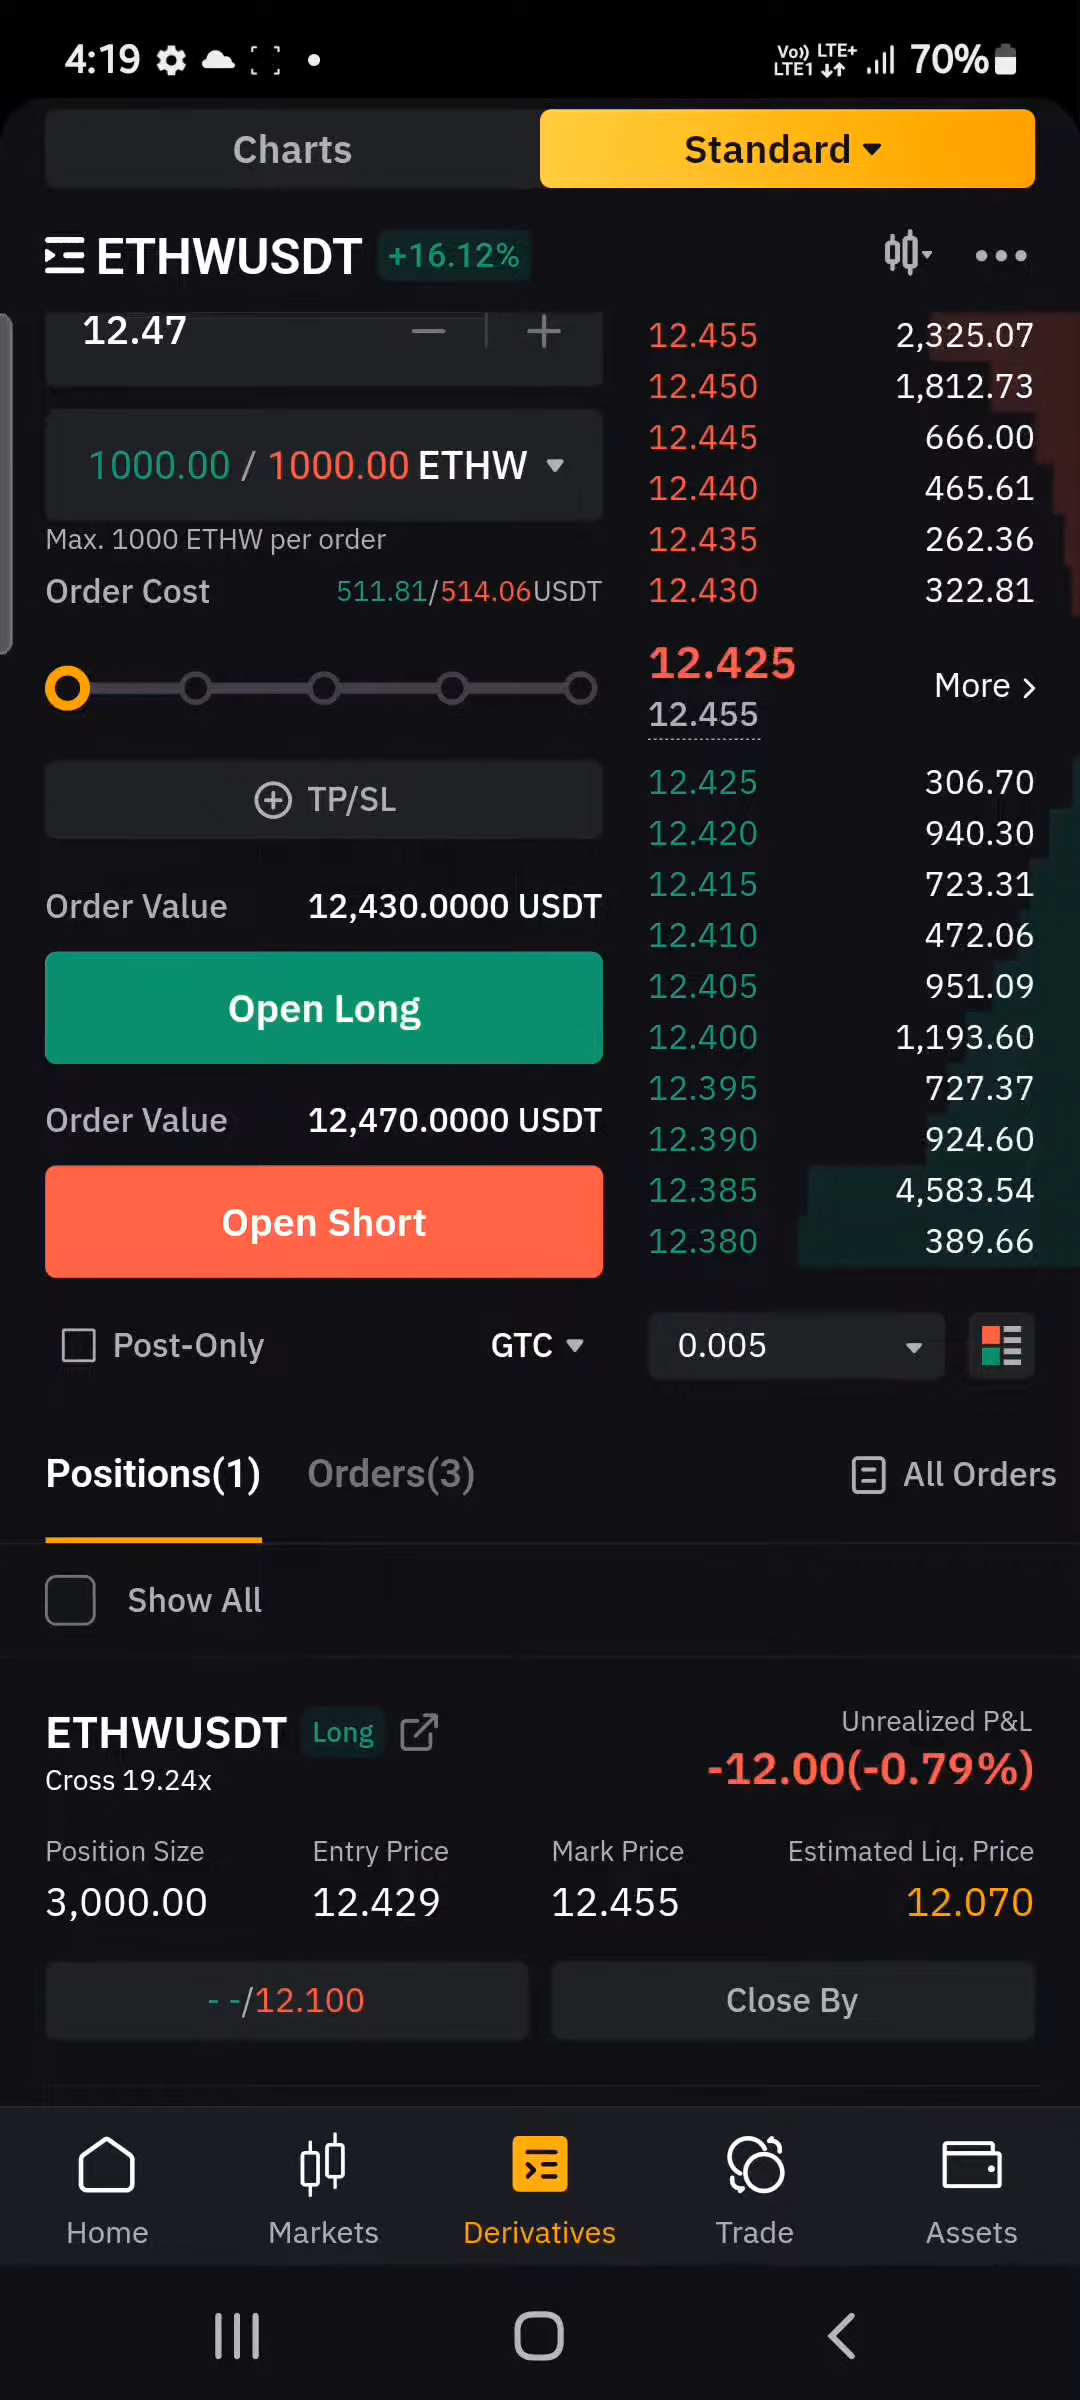 4:19 Vo)) LTE1 LTE+ 70%
Charts
Standard
ETHWUSDT +16.12%
12.47
1000.00 / 1000.00 ETHW
Max. 1000 ETHW per order
Order Cost 511.81/514.06USDT
TP/SL
Order Value 12,430.0000 USDT
Open Long
Order Value 12,470.0000 USDT
Open Short
Post-Only GTC
12.455 2,325.07
12.450 1,812.73
12.445 666.00
12.440 465.61
12.435 262.36
12.430 322.81
12.425
12.455
More
12.425 306.70
12.420 940.30
12.415 723.31
12.410 472.06
12.405 951.09
12.400 1,193.60
12.395 727.37
12.390 924.60
12.385 4,583.54
12.380 389.66
0.005
Positions(1) Orders(3) All Orders
Show All
ETHWUSDT Long
Cross 19.24x
Unrealized P&L
-12.00(-0.79%)
Position Size Entry Price Mark Price Estimated Liq. Price
3,000.00 12.429 12.455 12.070
- -/12.100 Close By
Home Markets Derivatives Trade Assets